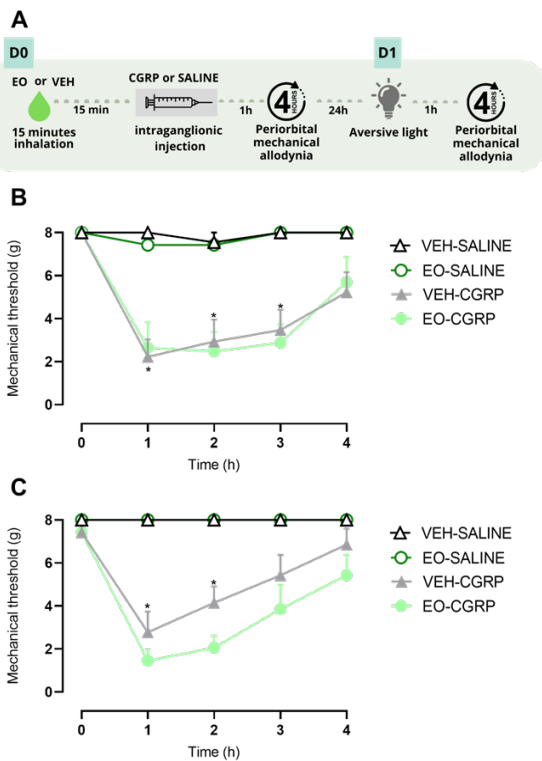 A
D0
D1
EO or VEH
CGRP or SALINE
4 HOURS
4 HOURS
15 min
1h
24h
1h
15 minutes
inhalation
intraganglionic
injection
Periorbital
mechanical
allodynia
Aversive light
Periorbital
mechanical
allodynia
B
Mechanical threshold (g)
8
6
4
2
0
*
*
*
0 1 2 3 4
Time (h)
VEH-SALINE
EO-SALINE
VEH-CGRP
EO-CGRP
C
Mechanical threshold (g)
8
6
4
2
0
*
*
0 1 2 3 4
Time (h)
VEH-SALINE
EO-SALINE
VEH-CGRP
EO-CGRP